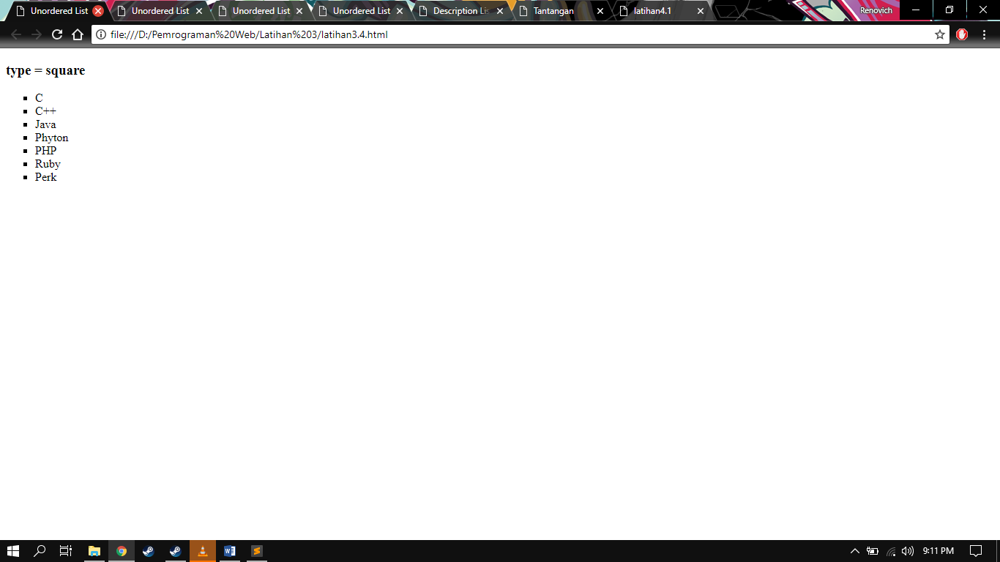 Unordered List Unordered List Unordered List Unordered List Description Lis Tantangan latihan4.1 Renovich
file:///D:/Pemrograman%20Web/Latihan%203/latihan3.4.html
type = square
C
C++
Java
Phyton
PHP
Ruby
Perk
9:11 PM